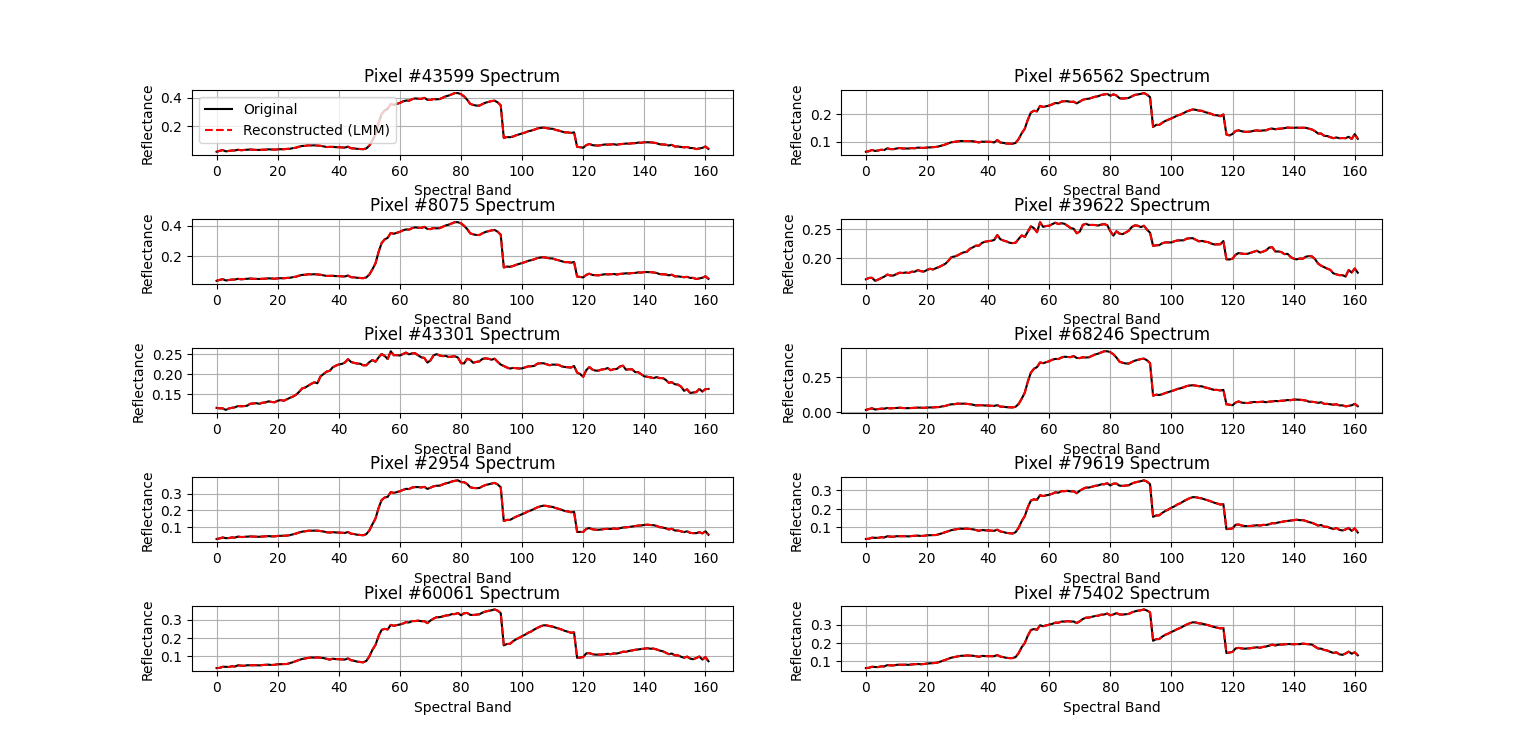 Pixel #43599 Spectrum
Reflectance
0.4
0.2
Original
Reconstructed (LMM)
0 20 40 60 80 100 120 140 160
Spectral Band
Pixel #56562 Spectrum
Reflectance
0.2
0.1
0 20 40 60 80 100 120 140 160
Spectral Band
Pixel #8075 Spectrum
Reflectance
0.4
0.2
0 20 40 60 80 100 120 140 160
Spectral Band
Pixel #39622 Spectrum
Reflectance
0.25
0.20
0 20 40 60 80 100 120 140 160
Spectral Band
Pixel #43301 Spectrum
Reflectance
0.25
0.20
0.15
0 20 40 60 80 100 120 140 160
Spectral Band
Pixel #68246 Spectrum
Reflectance
0.25
0.00
0 20 40 60 80 100 120 140 160
Spectral Band
Pixel #2954 Spectrum
Reflectance
0.3
0.2
0.1
0 20 40 60 80 100 120 140 160
Spectral Band
Pixel #79619 Spectrum
Reflectance
0.3
0.2
0.1
0 20 40 60 80 100 120 140 160
Spectral Band
Pixel #60061 Spectrum
Reflectance
0.3
0.2
0.1
0 20 40 60 80 100 120 140 160
Spectral Band
Pixel #75402 Spectrum
Reflectance
0.3
0.2
0.1
0 20 40 60 80 100 120 140 160
Spectral Band